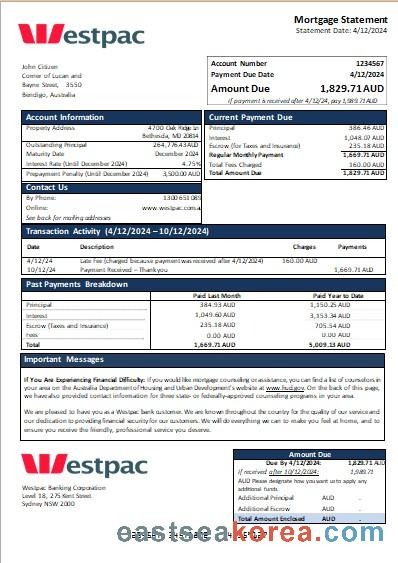 Westpac
Mortgage Statement
Statement Date: 4/12/2024
John Citizen
Corner of Lucan and
Bayne Street, 3550
Bendigo, Australia
Account Number 1234567
Payment Due Date 4/12/2024
Amount Due 1,829.71AUD
If payment is received after 4/12/24, pay 1,989.71AUD
Account Information
Property Address 4700 Oak Ridge Ln
Bethesda, MD 20814
Outstanding Principal 264,776.43AUD
Maturity Date December 2024
Interest Rate (Until December 2024) 4.75%
Prepayment Penalty (Until December 2024) 3,500.00AUD
Contact Us
By Phone: 1300 651 089
Online: www.westpac.com.a
See back for mailing addresses
Current Payment Due
Principal 386.46 AUD
Interest 1,048.07 AUD
Escrow (for Taxes and Insurance) 235.18 AUD
Regular Monthly Payment 1,669.71 AUD
Total Fees Charged 160.00 AUD
Total Amount Due 1,829.71 AUD
Transaction Activity (4/12/2024 – 10/12/2024)
Date Description Charges Payments
4/12/24 Late Fee (charged because payment was received after 4/12/24) 160.00 AUD
10/12/24 Payment Received – Thank you 1,669.71 AUD
Past Payments Breakdown
Paid Last Month Paid Year to Date
Principal 384.93 AUD 1,150.25 AUD
Interest 1,049.60 AUD 3,153.34 AUD
Escrow (Taxes and Insurance) 235.18 AUD 705.54 AUD
Fees 0.00 AUD 0.00 AUD
Total 1,669.71 AUD 5,009.13 AUD
Important Messages
If You Are Experiencing Financial Difficulty: If you would like mortgage counseling or assistance, you can find a list of counselors in
your area on the Australia Department of Housing and Urban Development's website at www.hud.gov. On the back of this page,
we have also provided contact information for three state- or federally-approved counseling programs in your area.
We are pleased to have you as a Westpac bank customer. We are known throughout the country for the quality of our service and
our dedication to providing financial security for our customers. We will do everything we can to make you feel at home, and to
ensure you receive the friendly, professional service you deserve.
Westpac
Westpac Banking Corporation
Level 18, 275 Kent Street
Sydney NSW 2000
Amount Due
Due By 4/12/2024: 1,829.71 AUD
If received after 10/12/2024: 1,989.71
AUD Please designate how you want us to apply any
additional funds.
Additional Principal AUD -
Additional Escrow AUD -
Total Amount Enclosed AUD -
eastseakorea.com